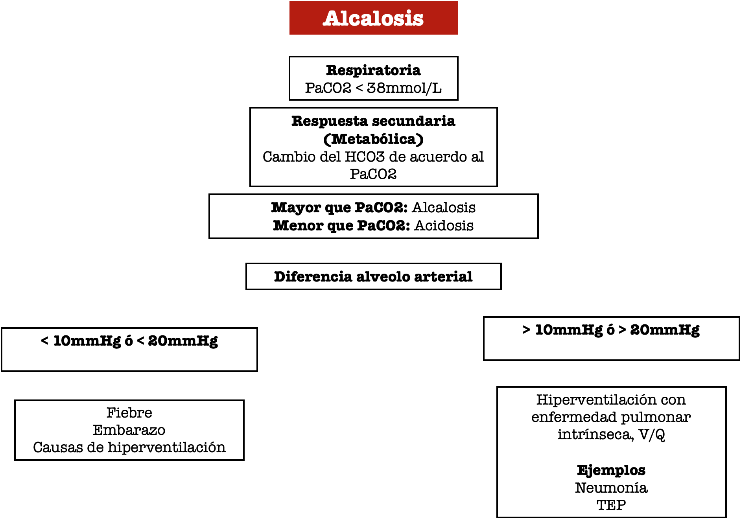 Alcalosis
Respiratoria
PaCO2 < 38mmol/L
Respuesta secundaria
(Metabólica)
Cambio del HCO3 de acuerdo al
PaCO2
Mayor que PaCO2: Alcalosis
Menor que PaCO2: Acidosis
Diferencia alveolo arterial
< 10mmHg ó < 20mmHg
> 10mmHg ó > 20mmHg
Fiebre
Embarazo
Causas de hiperventilación
Hiperventilación con
enfermedad pulmonar
intrínseca, V/Q
Ejemplos
Neumonía
TEP